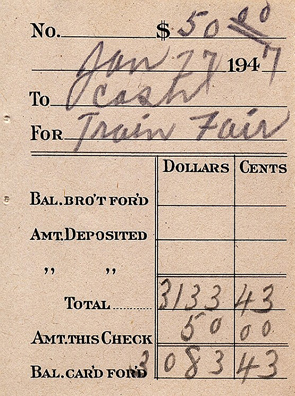 No. $ 50 00
Jan 27 1947
To cash
For Train Fair
Dollars Cents
Bal. bro't for'd
Amt. Deposited
,, ,,
Total 3133 43
Amt. this Check 50 00
Bal. car'd for'd 3083 43